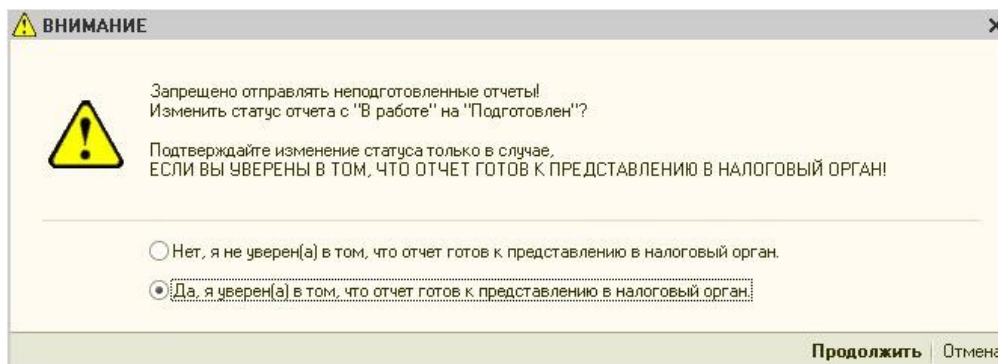 ВНИМАНИЕ
Запрещено отправлять неподготовленные отчеты!
Изменить статус отчета с "В работе" на "Подготовлен"?
Подтверждайте изменение статуса только в случае,
ЕСЛИ ВЫ УВЕРЕНЫ В ТОМ, ЧТО ОТЧЕТ ГОТОВ К ПРЕДСТАВЛЕНИЮ В НАЛОГОВЫЙ ОРГАН!
Нет, я не уверен(а) в том, что отчет готов к представлению в налоговый орган.
Да, я уверен(а) в том, что отчет готов к представлению в налоговый орган.
Продолжить Отмена